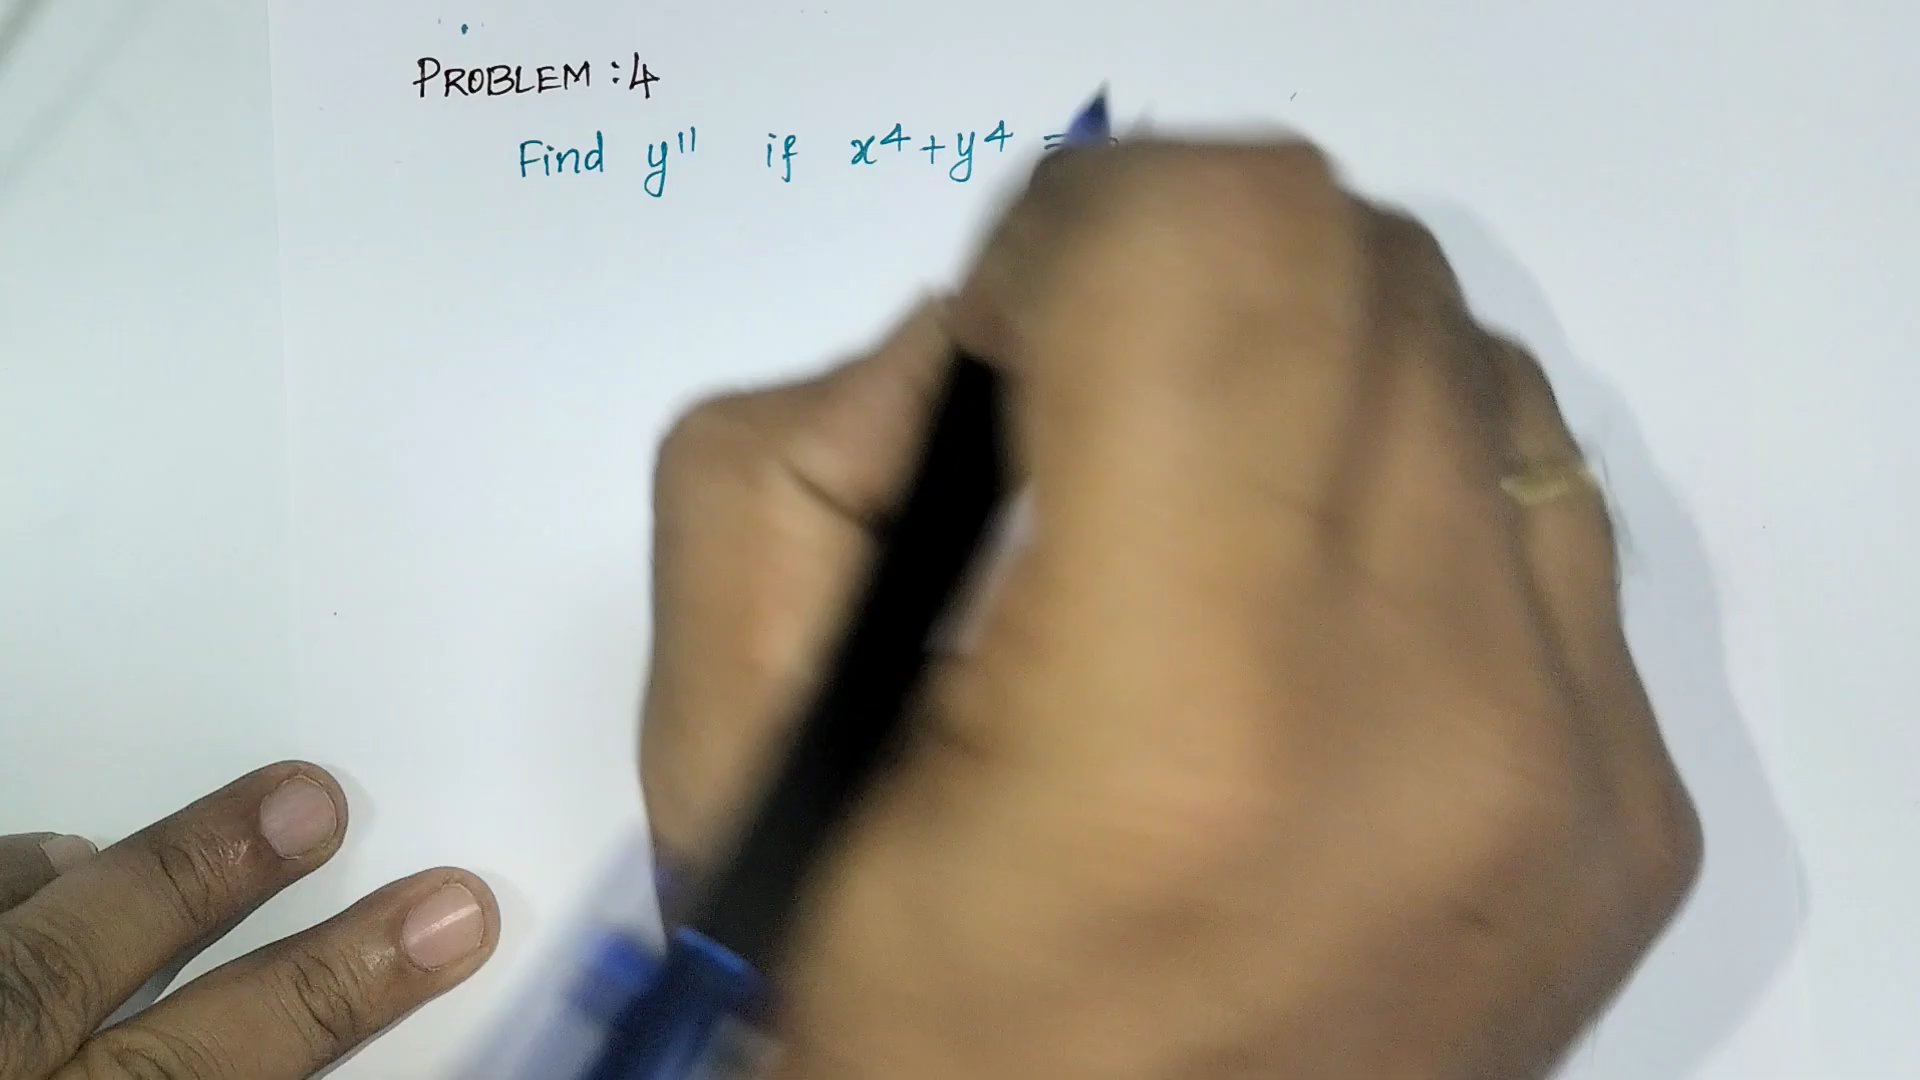 PROBLEM : 4
Find y'' if x⁴ + y⁴ =